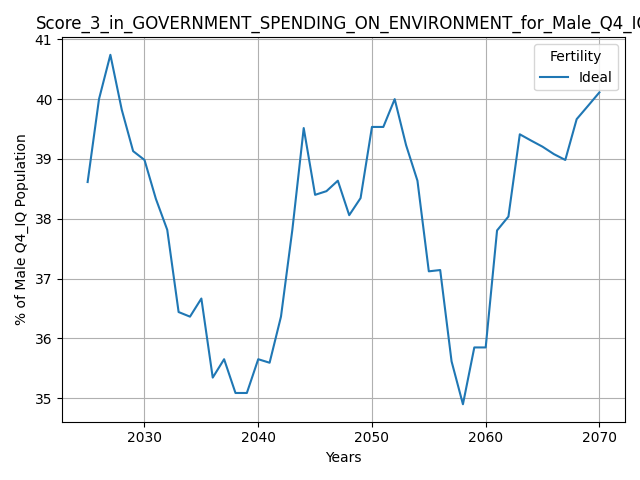 Score_3_in_GOVERNMENT_SPENDING_ON_ENVIRONMENT_for_Male_Q4_IQ
Fertility
Ideal
% of Male Q4_IQ Population
41
40
39
38
37
36
35
2030 2040 2050 2060 2070
Years